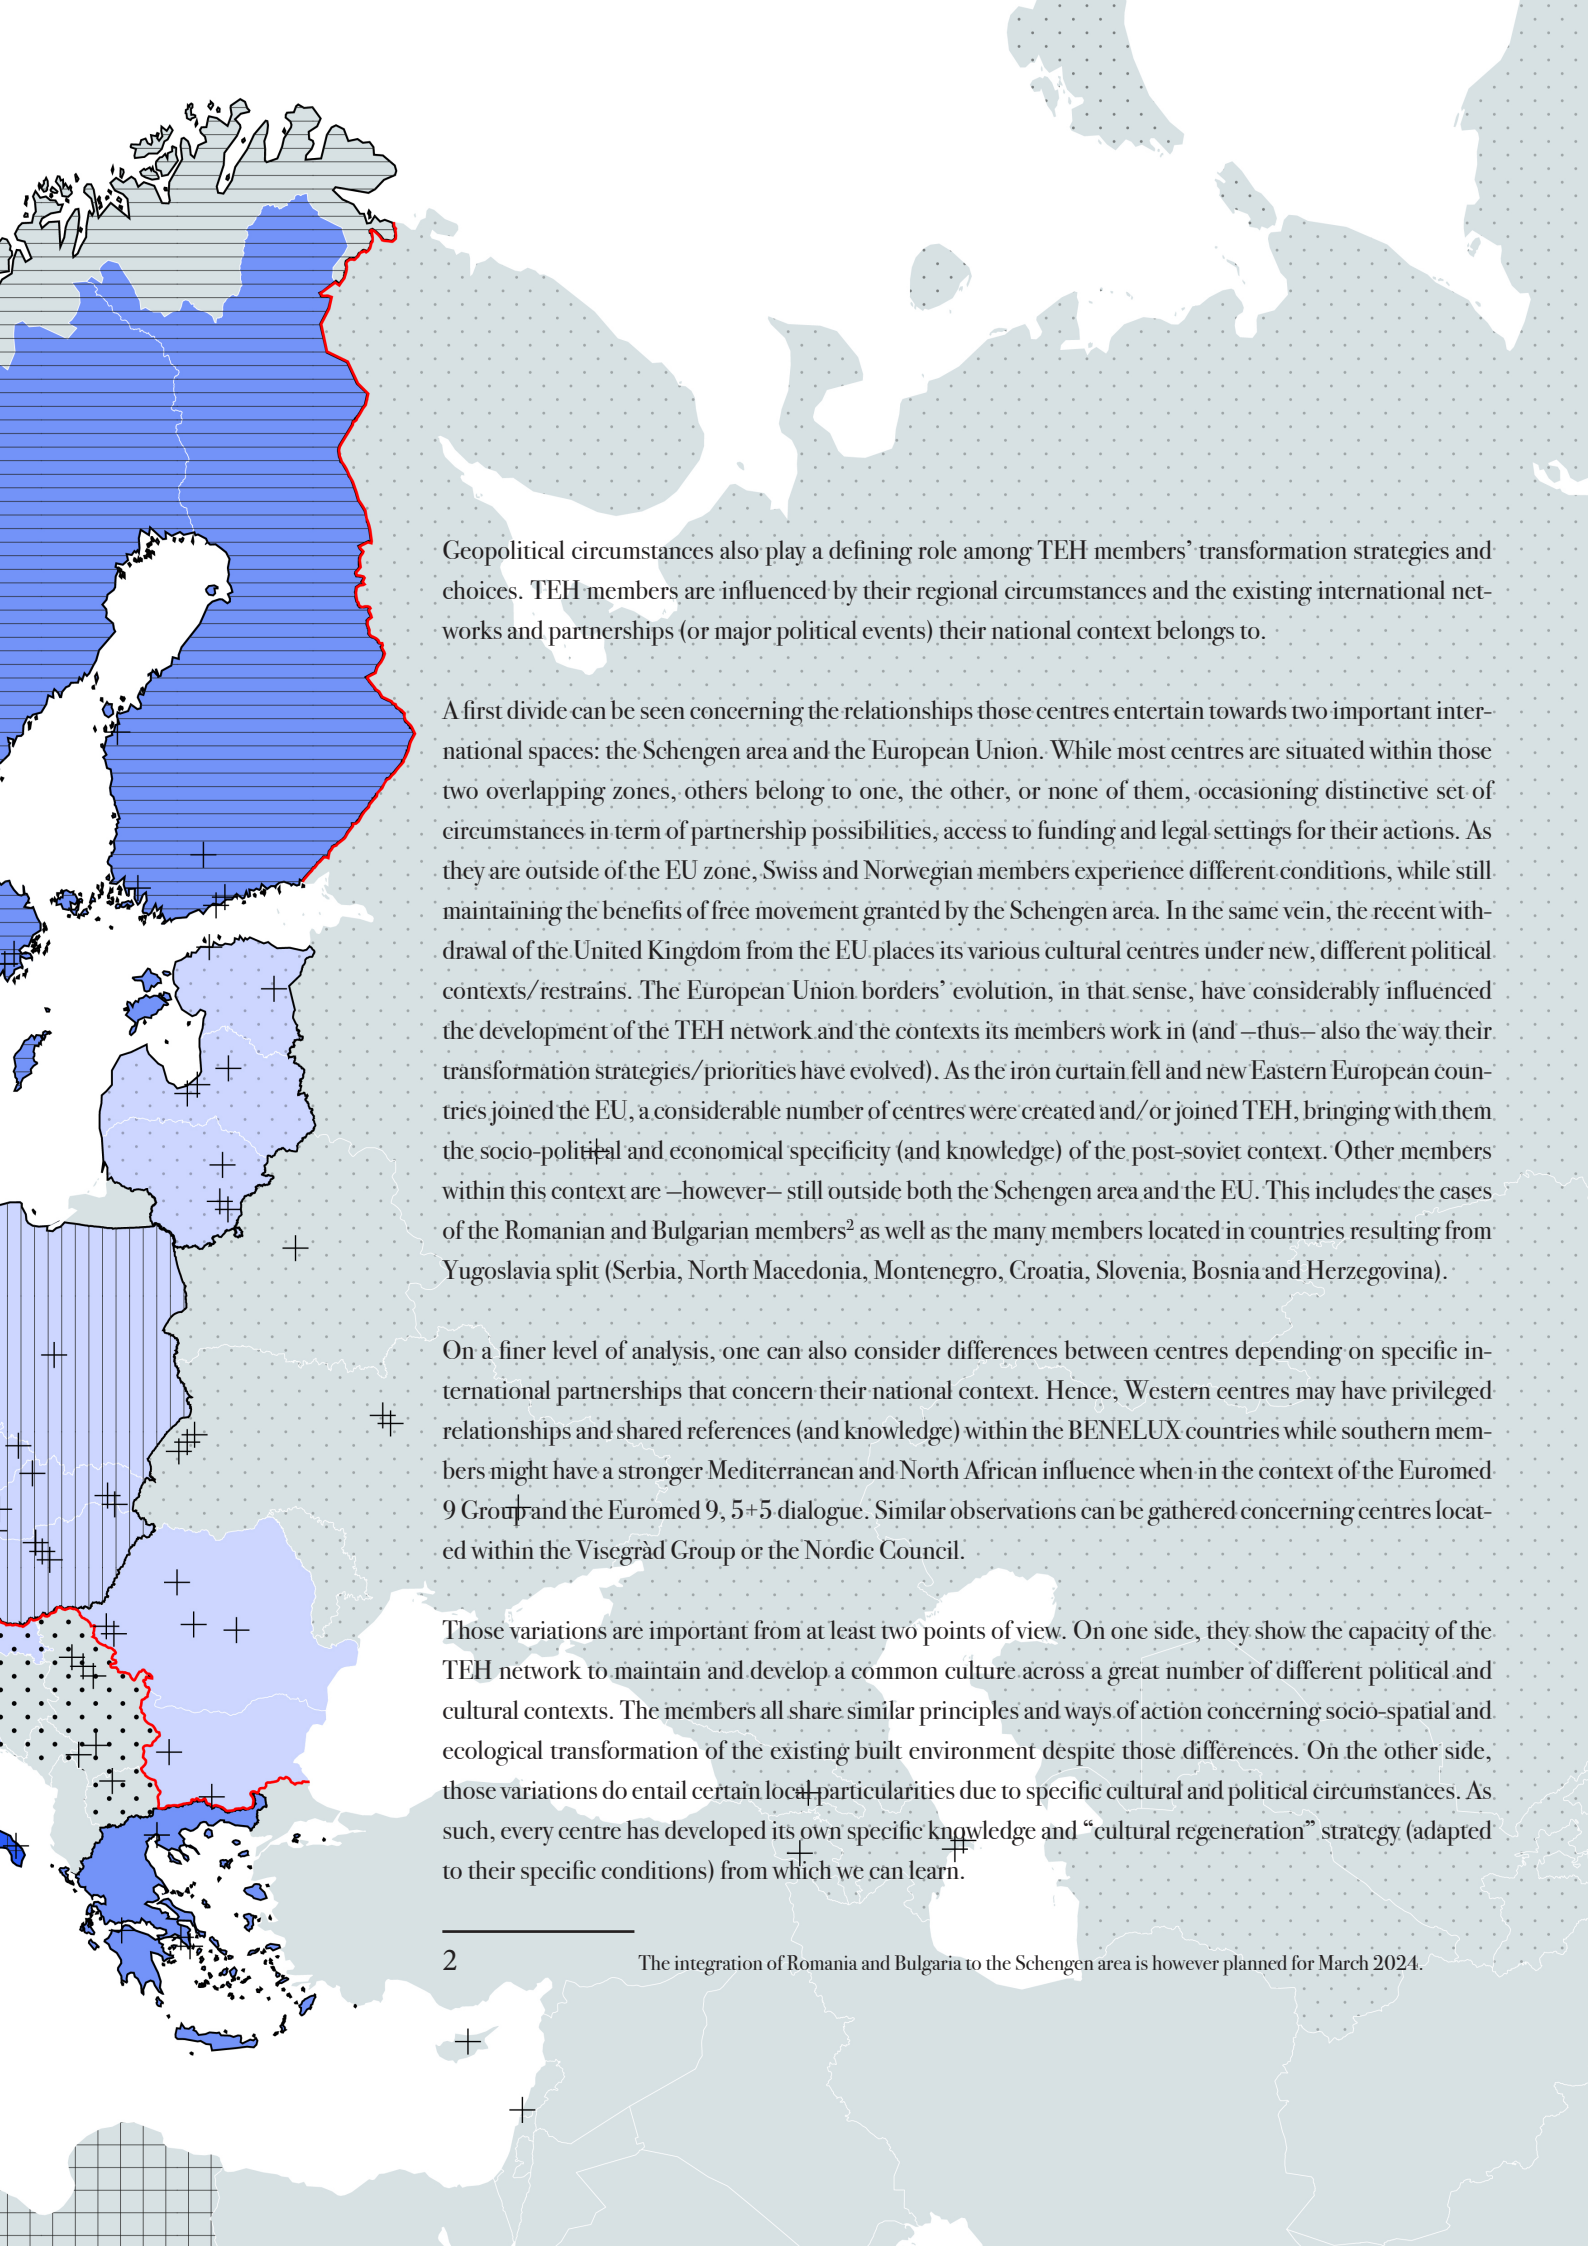 Geopolitical circumstances also play a defining role among TEH members’ transformation strategies and
choices. TEH members are influenced by their regional circumstances and the existing international net-
works and partnerships (or major political events) their national context belongs to.
A first divide can be seen concerning the relationships those centres entertain towards two important inter-
national spaces: the Schengen area and the European Union. While most centres are situated within those
two overlapping zones, others belong to one, the other, or none of them, occasioning distinctive set of
circumstances in term of partnership possibilities, access to funding and legal settings for their actions. As
they are outside of the EU zone, Swiss and Norwegian members experience different conditions, while still
maintaining the benefits of free movement granted by the Schengen area. In the same vein, the recent with-
drawal of the United Kingdom from the EU places its various cultural centres under new, different political
contexts/restrains. The European Union borders’ evolution, in that sense, have considerably influenced
the development of the TEH network and the contexts its members work in (and –thus– also the way their
transformation strategies/priorities have evolved). As the iron curtain fell and new Eastern European coun-
tries joined the EU, a considerable number of centres were created and/or joined TEH, bringing with them
the socio-political and economical specificity (and knowledge) of the post-soviet context. Other members
within this context are –however– still outside both the Schengen area and the EU. This includes the cases
of the Romanian and Bulgarian members² as well as the many members located in countries resulting from
Yugoslavia split (Serbia, North Macedonia, Montenegro, Croatia, Slovenia, Bosnia and Herzegovina).
On a finer level of analysis, one can also consider differences between centres depending on specific in-
ternational partnerships that concern their national context. Hence, Western centres may have privileged
relationships and shared references (and knowledge) within the BENELUX countries while southern mem-
bers might have a stronger Mediterranean and North African influence when in the context of the Euromed
9 Group and the Euromed 9, 5+5 dialogue. Similar observations can be gathered concerning centres locat-
ed within the Visegràd Group or the Nordic Council.
Those variations are important from at least two points of view. On one side, they show the capacity of the
TEH network to maintain and develop a common culture across a great number of different political and
cultural contexts. The members all share similar principles and ways of action concerning socio-spatial and
ecological transformation of the existing built environment despite those differences. On the other side,
those variations do entail certain local particularities due to specific cultural and political circumstances. As
such, every centre has developed its own specific knowledge and “cultural regeneration” strategy (adapted
to their specific conditions) from which we can learn.
2 The integration of Romania and Bulgaria to the Schengen area is however planned for March 2024.